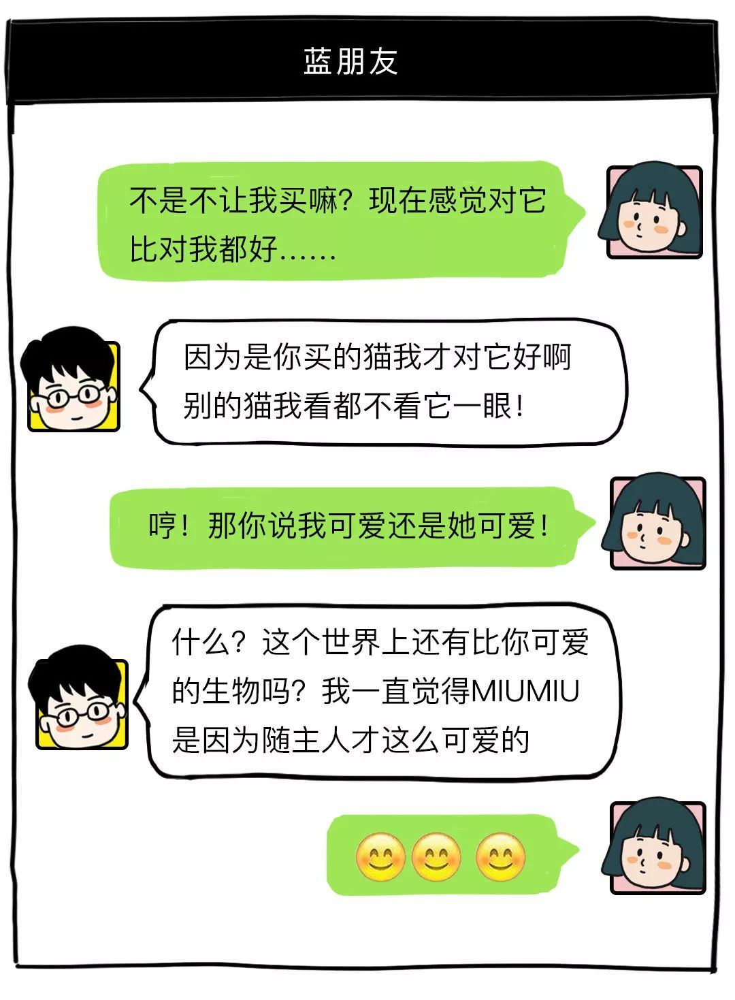 蓝朋友
不是不让我买嘛？现在感觉对它
比对我都好……
因为是你买的猫我才对它好啊
别的猫我看都不看它一眼！
哼！那你说我可爱还是她可爱！
什么？这个世界上还有比你可爱
的生物吗？我一直觉得MIUMIU
是因为随主人才这么可爱的